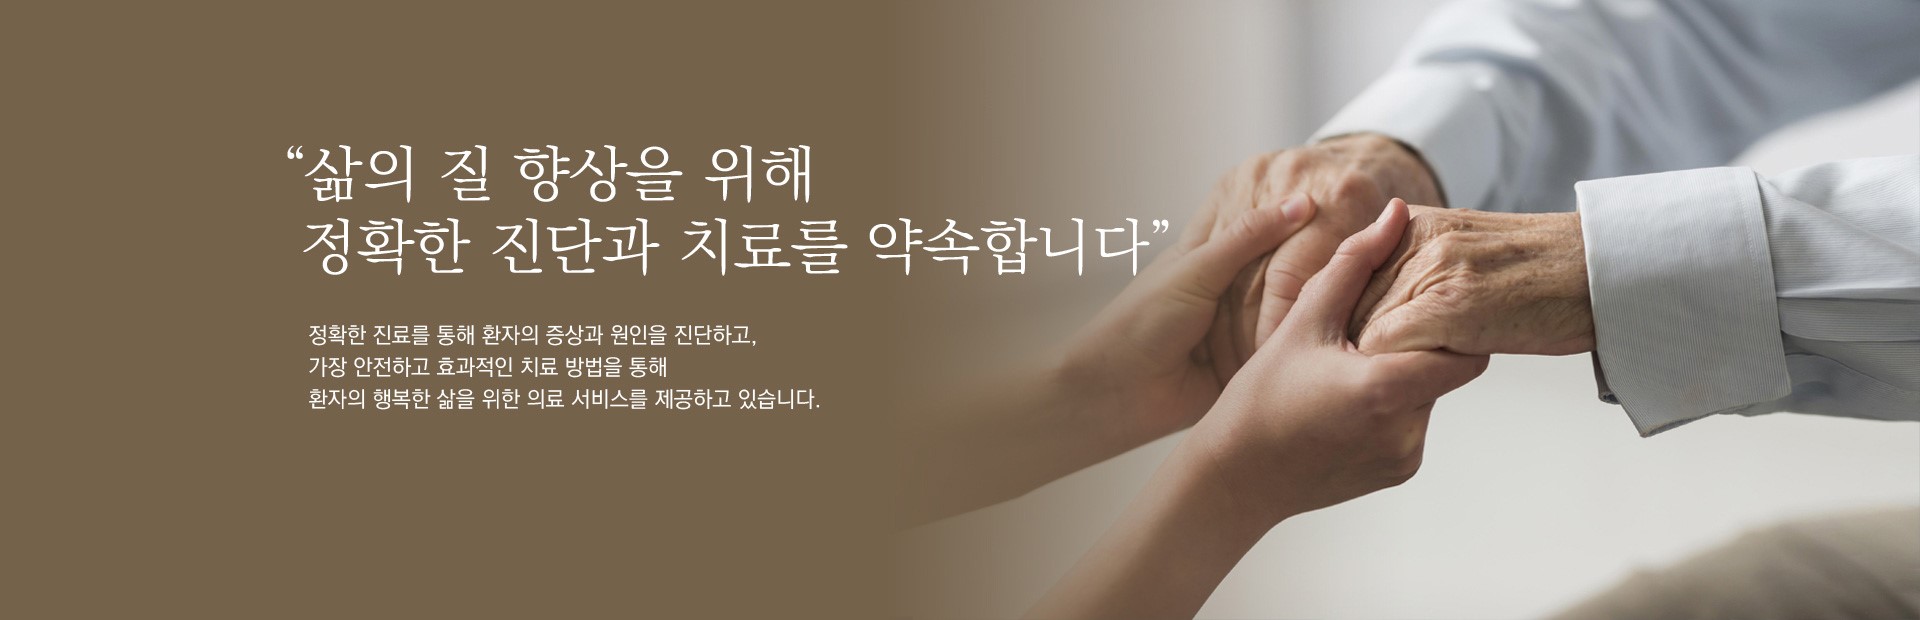 “삶의 질 향상을 위해
정확한 진단과 치료를 약속합니다”
정확한 진료를 통해 환자의 증상과 원인을 진단하고,
가장 안전하고 효과적인 치료 방법을 통해
환자의 행복한 삶을 위한 의료 서비스를 제공하고 있습니다.